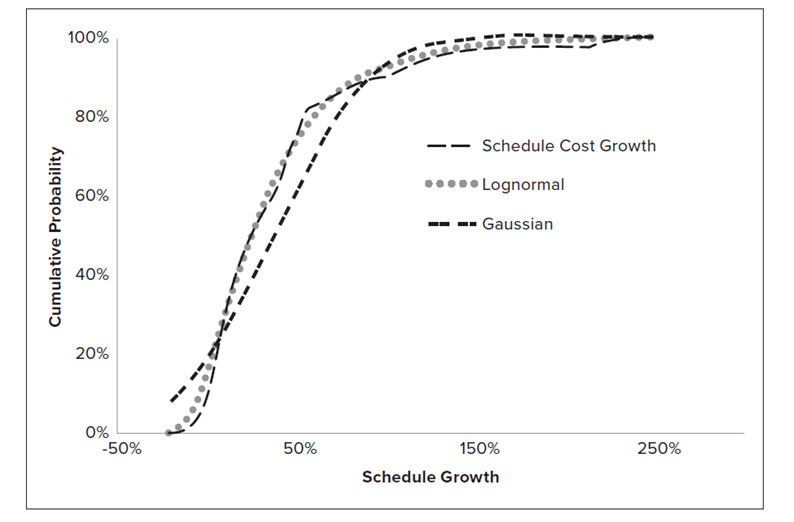 100%
80%
60%
40%
20%
0%
Cumulative Probability
Schedule Cost Growth
Lognormal
Gaussian
-50%
50%
150%
250%
Schedule Growth